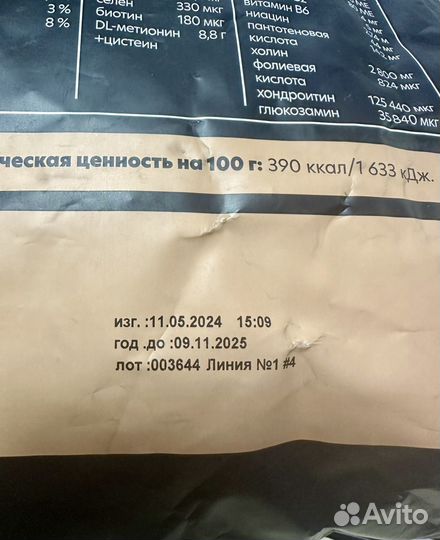 3 %
8 %
селен 330 мкг
биотин 180 мкг
DL-метионин 8,8 г
+цистеин
витамин B6
ниацин
пантотеновая
кислота
холин
фолиевая 2 800 мг
кислота 824 мкг
хондроитин 125 440 мкг
глюкозамин 35 840 мкг
ческая ценность на 100 г: 390 ккал/1 633 кДж.
изг. :11.05.2024 15:09
год .до :09.11.2025
лот :003644 Линия №1 #4
Avito